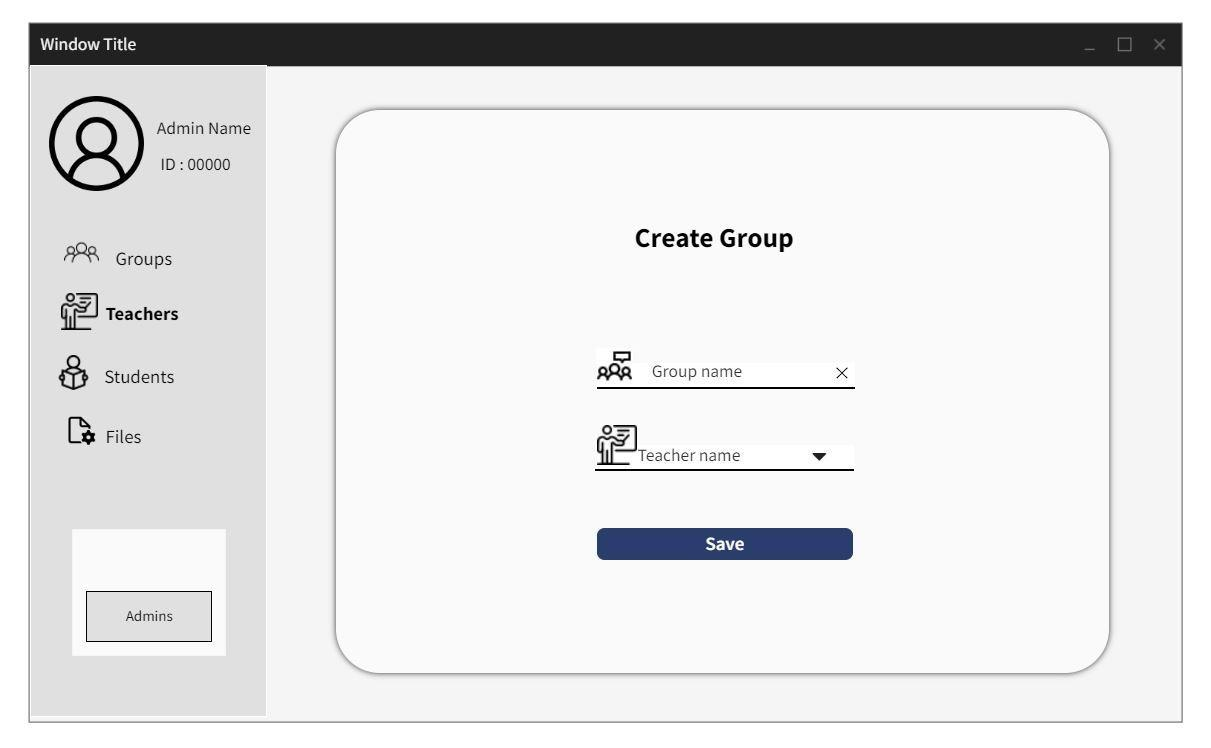 Window Title
Admin Name
ID : 00000
Groups
Teachers
Students
Files
Admins
Create Group
Group name
Teacher name
Save